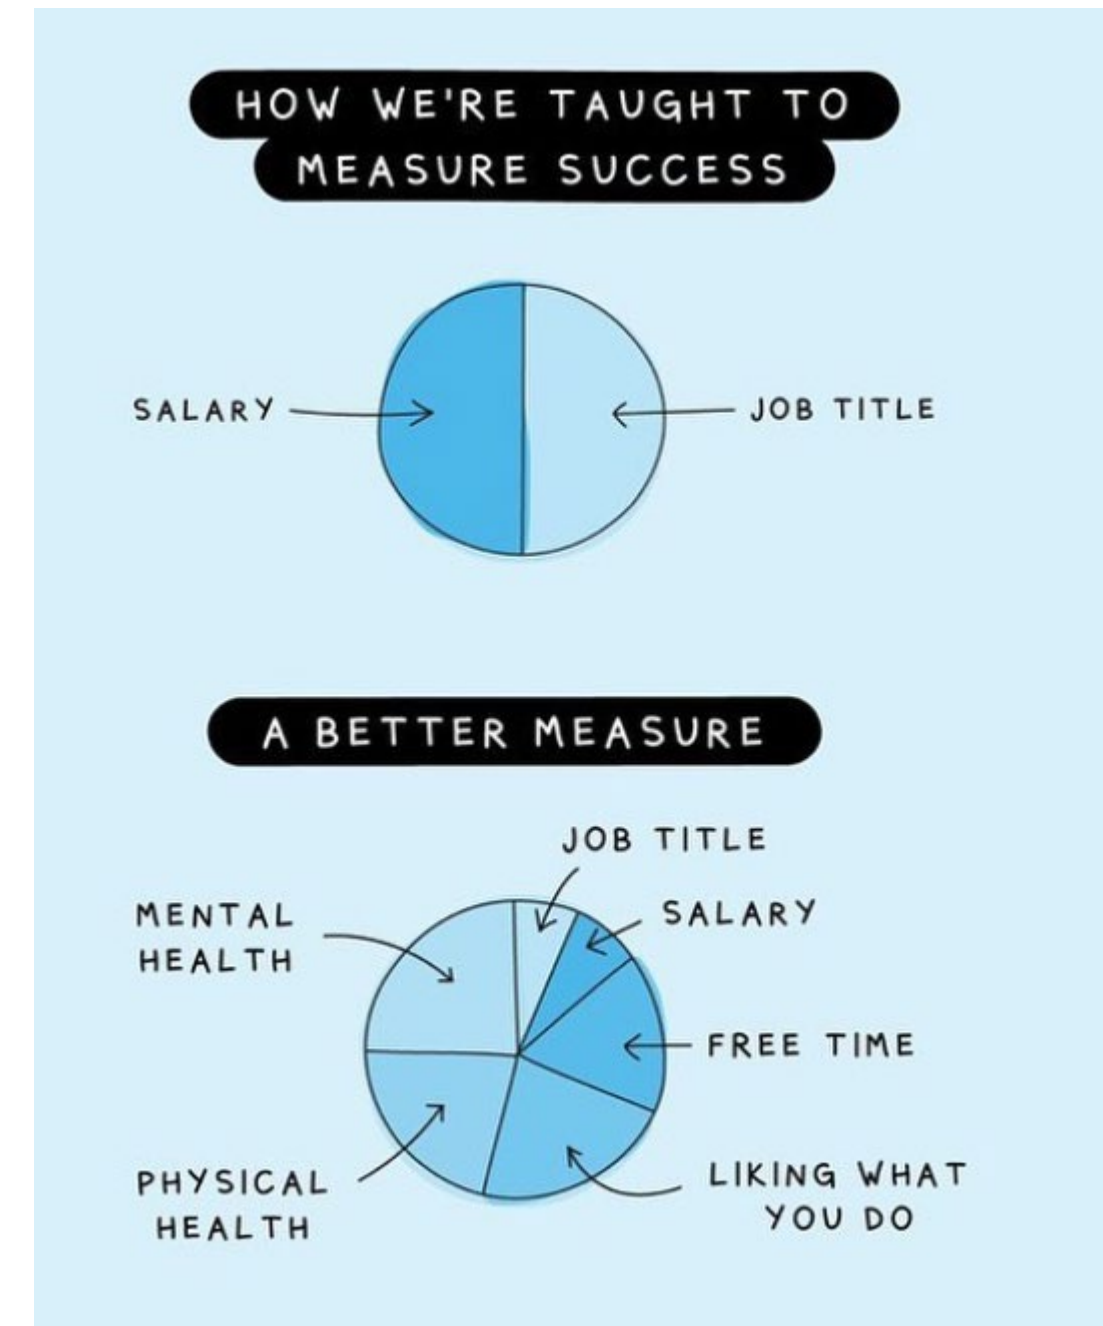 HOW WE'RE TAUGHT TO
MEASURE SUCCESS
SALARY
JOB TITLE
A BETTER MEASURE
JOB TITLE
MENTAL
HEALTH
SALARY
FREE TIME
PHYSICAL
HEALTH
LIKING WHAT
YOU DO